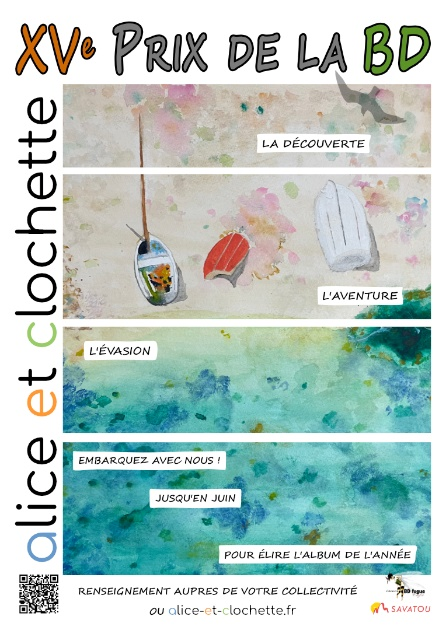 XVe PRIX DE LA BD
alice et clochette
LA DÉCOUVERTE
L'AVENTURE
L'ÉVASION
EMBARQUEZ AVEC NOUS !
JUSQU'EN JUIN
POUR ÉLIRE L'ALBUM DE L'ANNÉE
RENSEIGNEMENT AUPRES DE VOTRE COLLECTIVITÉ
OU alice-et-clochette.fr
BD fugue
SAVATOU